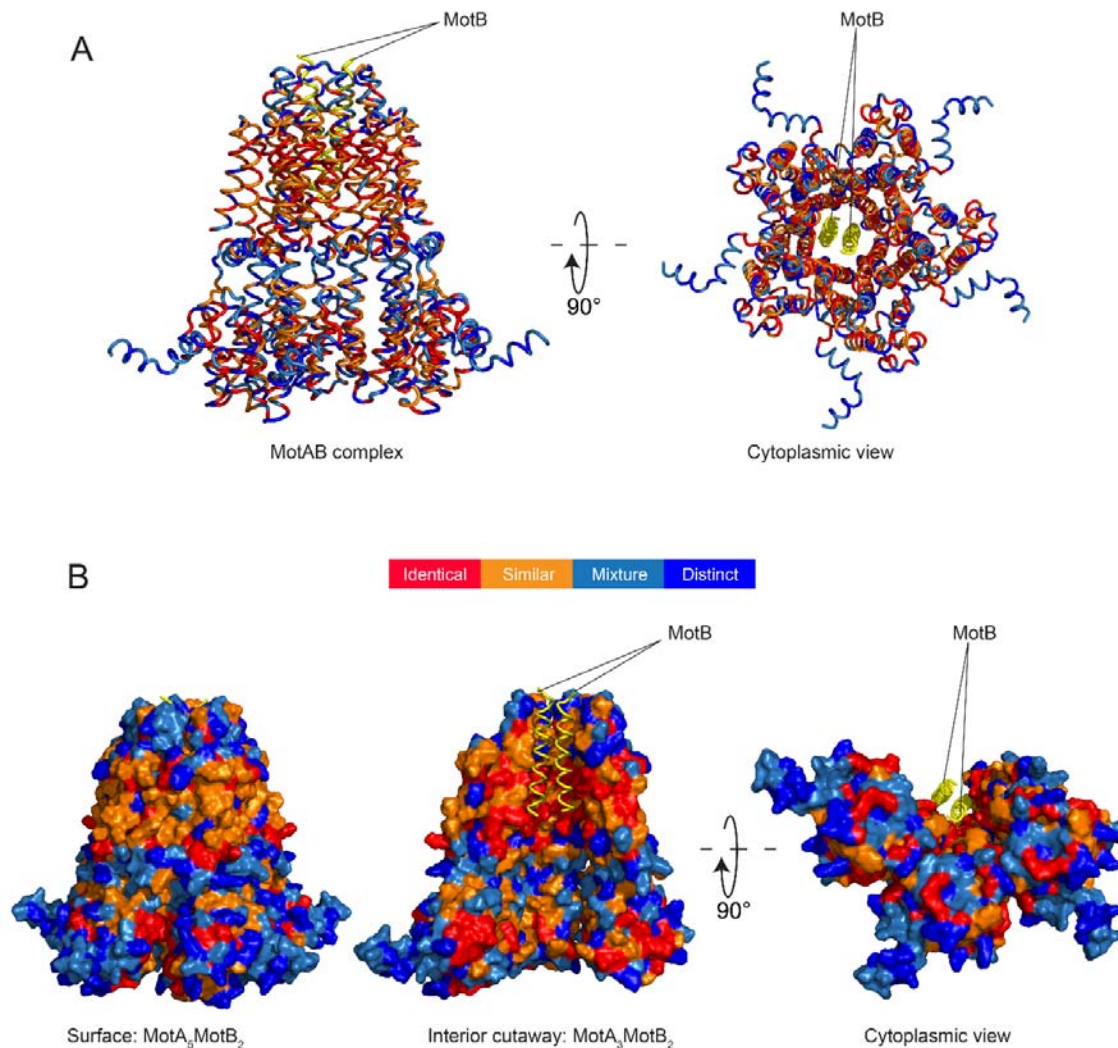 A
MotB
MotB
90°
MotAB complex
Cytoplasmic view
B
Identical Similar Mixture Distinct
MotB
MotB
90°
Surface: MotA₅MotB₂
Interior cutaway: MotA₃MotB₂
Cytoplasmic view